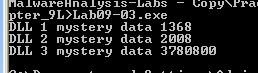 MalwareAnalysis-Labs - Copy\Prac
pter_9L>Lab09-03.exe
DLL 1 mystery data 1368
DLL 2 mystery data 2008
DLL 3 mystery data 3780800